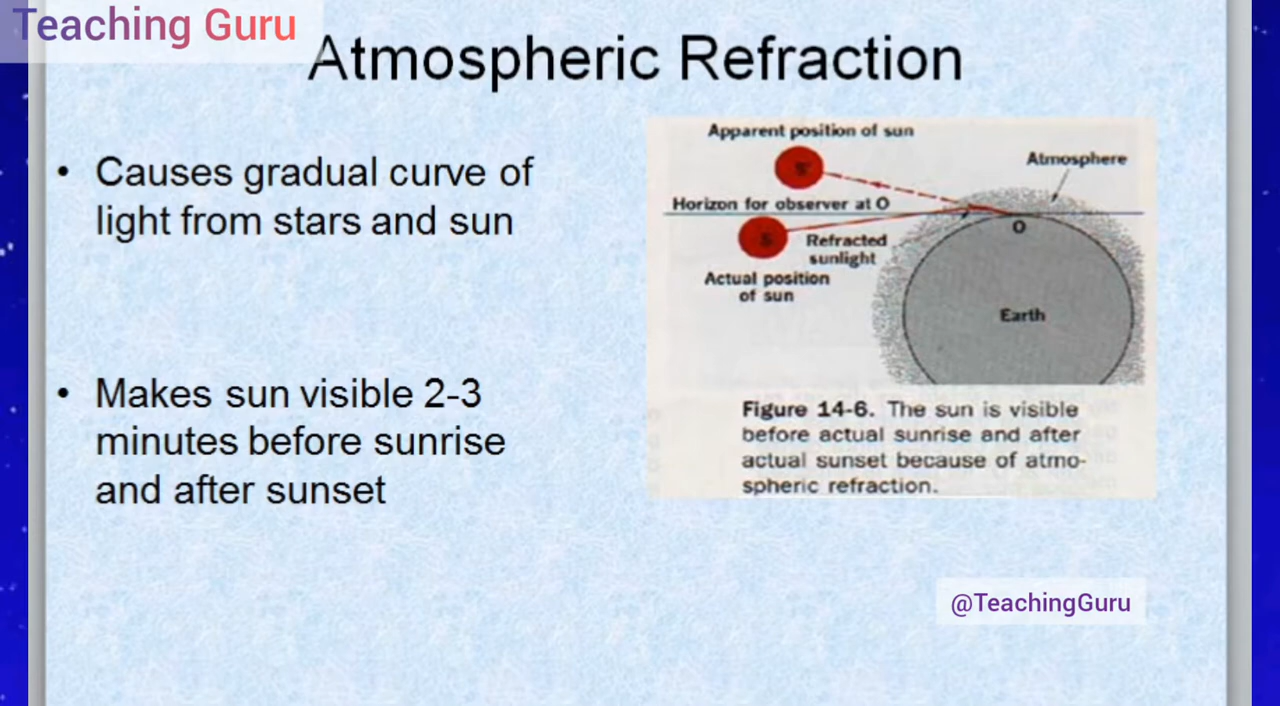 Teaching Guru
Atmospheric Refraction
• Causes gradual curve of
light from stars and sun
• Makes sun visible 2-3
minutes before sunrise
and after sunset
Apparent position of sun
S'
Atmosphere
Horizon for observer at O
S
O
Refracted
sunlight
Actual position
of sun
Earth
Figure 14-6. The sun is visible
before actual sunrise and after
actual sunset because of atmo-
spheric refraction.
@TeachingGuru